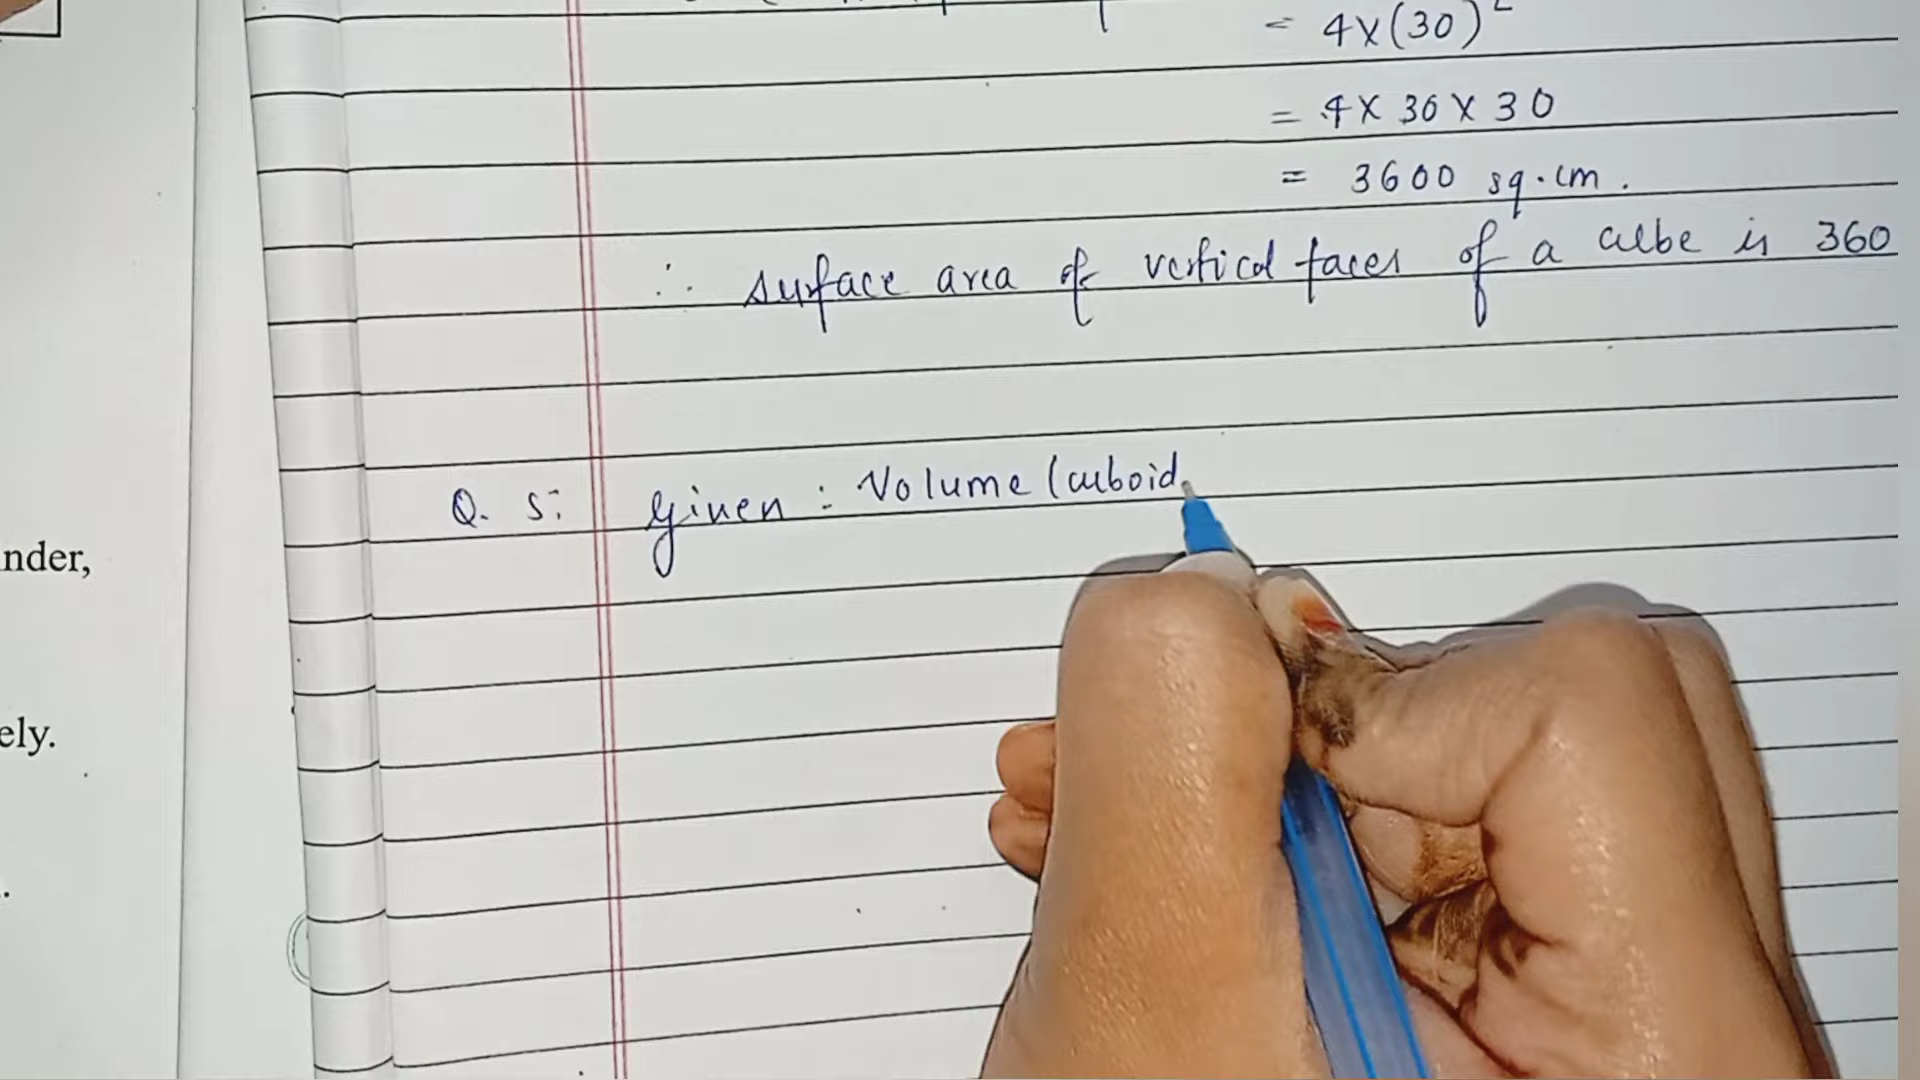 = 4x(30)²
= 4x 30 x 30
= 3600 sq.cm.
∴ surface area of vertical faces of a cube is 360
Q. 5: Given : Volume (cuboid
nder,
ely.